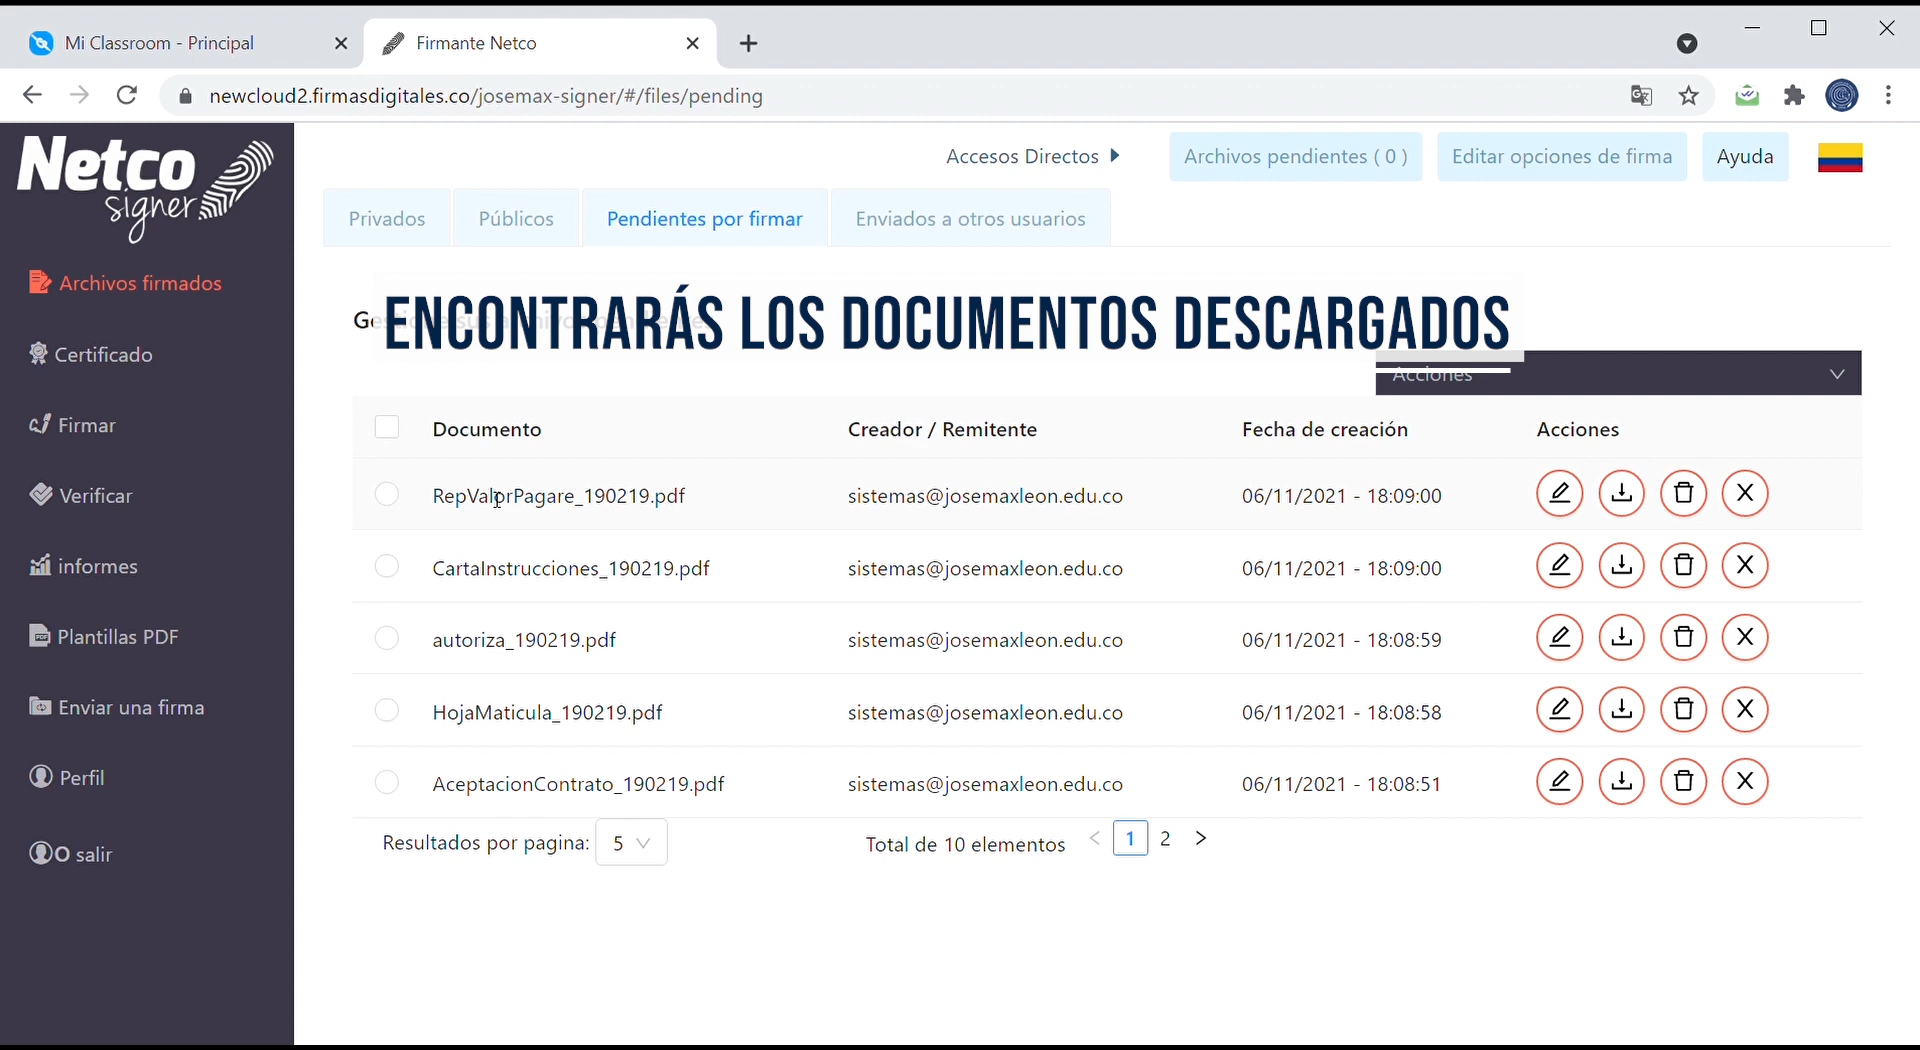 Mi Classroom - Principal
Firmante Netco
newcloud2.firmasdigitales.co/josemax-signer/#/files/pending
Netco
signer
Accesos Directos
Archivos pendientes ( 0 )
Editar opciones de firma
Ayuda
Privados
Públicos
Pendientes por firmar
Enviados a otros usuarios
Archivos firmados
Certificado
Firmar
Verificar
informes
Plantillas PDF
Enviar una firma
Perfil
O salir
ENCONTRARÁS LOS DOCUMENTOS DESCARGADOS
Acciones
Documento
Creador / Remitente
Fecha de creación
Acciones
RepValorPagare_190219.pdf
sistemas@josemaxleon.edu.co
06/11/2021 - 18:09:00
CartaInstrucciones_190219.pdf
sistemas@josemaxleon.edu.co
06/11/2021 - 18:09:00
autoriza_190219.pdf
sistemas@josemaxleon.edu.co
06/11/2021 - 18:08:59
HojaMaticula_190219.pdf
sistemas@josemaxleon.edu.co
06/11/2021 - 18:08:58
AceptacionContrato_190219.pdf
sistemas@josemaxleon.edu.co
06/11/2021 - 18:08:51
Resultados por pagina: 5
Total de 10 elementos
< 1 2 >